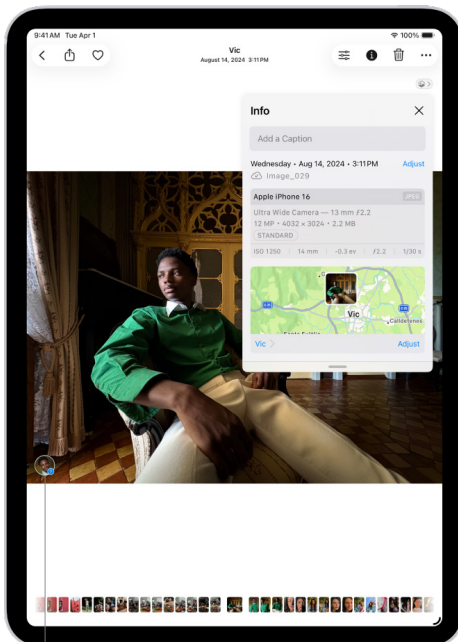 9:41 AM Tue Apr 1
100%
Vic
August 14, 2024 3:11 PM
Info
Add a Caption
Wednesday • Aug 14, 2024 • 3:11 PM Adjust
Image_029
Apple iPhone 16 JPEG
Ultra Wide Camera — 13 mm ƒ2.2
12 MP • 4032 × 3024 • 2.2 MB
STANDARD
ISO 1250 14 mm -0.3 ev ƒ2.2 1/30 s
Vic
Calldetenes
Vic Adjust